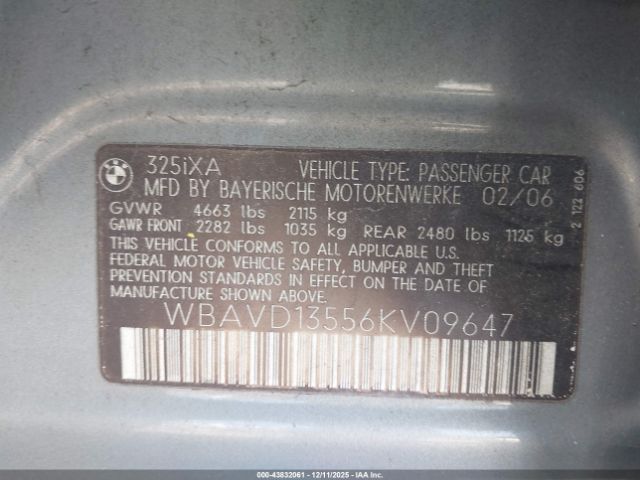 BMW
325iXA VEHICLE TYPE: PASSENGER CAR
MFD BY BAYERISCHE MOTORENWERKE 02/06
GVWR 4663 lbs 2115 kg
GAWR FRONT 2282 lbs 1035 kg REAR 2480 lbs 1125 kg
THIS VEHICLE CONFORMS TO ALL APPLICABLE U.S.
FEDERAL MOTOR VEHICLE SAFETY, BUMPER AND THEFT
PREVENTION STANDARDS IN EFFECT ON THE DATE OF
MANUFACTURE SHOWN ABOVE.
WBAVD13556KV09647
2 122 606
000-43832061 - 12/11/2025 - IAAI.COM